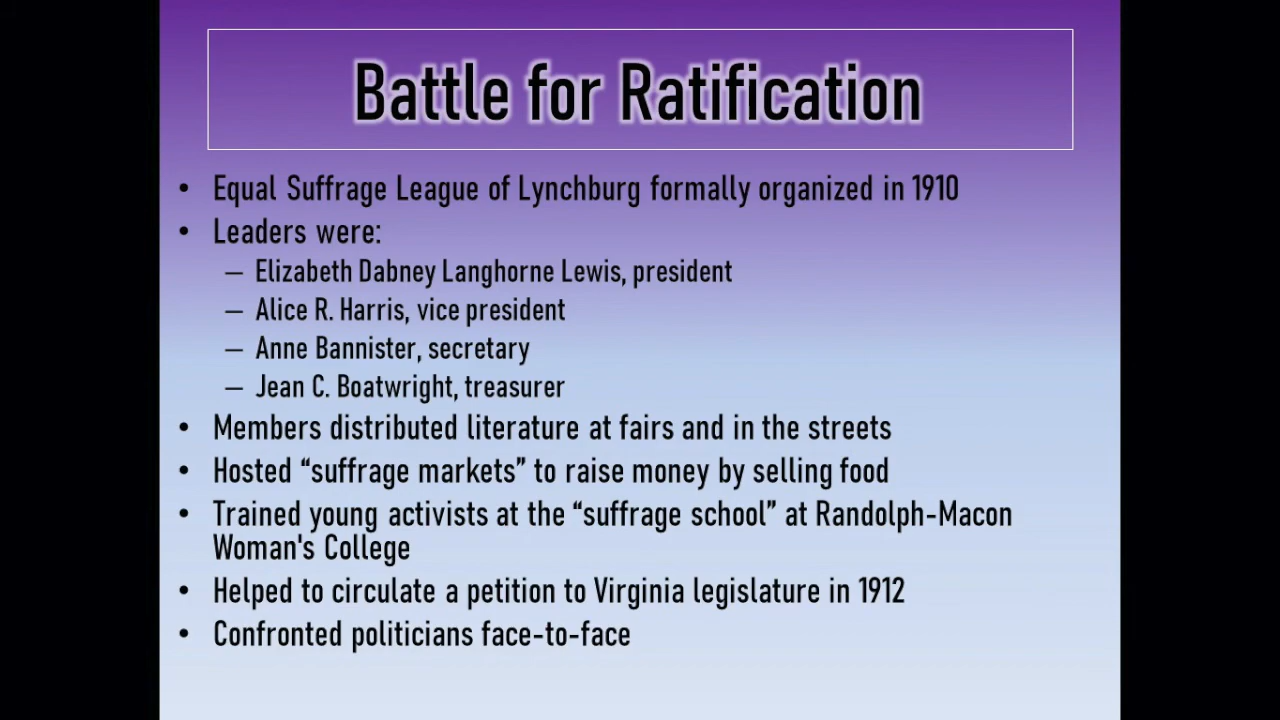 Battle for Ratification
• Equal Suffrage League of Lynchburg formally organized in 1910
• Leaders were:
– Elizabeth Dabney Langhorne Lewis, president
– Alice R. Harris, vice president
– Anne Bannister, secretary
– Jean C. Boatwright, treasurer
• Members distributed literature at fairs and in the streets
• Hosted “suffrage markets” to raise money by selling food
• Trained young activists at the “suffrage school” at Randolph-Macon
Woman's College
• Helped to circulate a petition to Virginia legislature in 1912
• Confronted politicians face-to-face